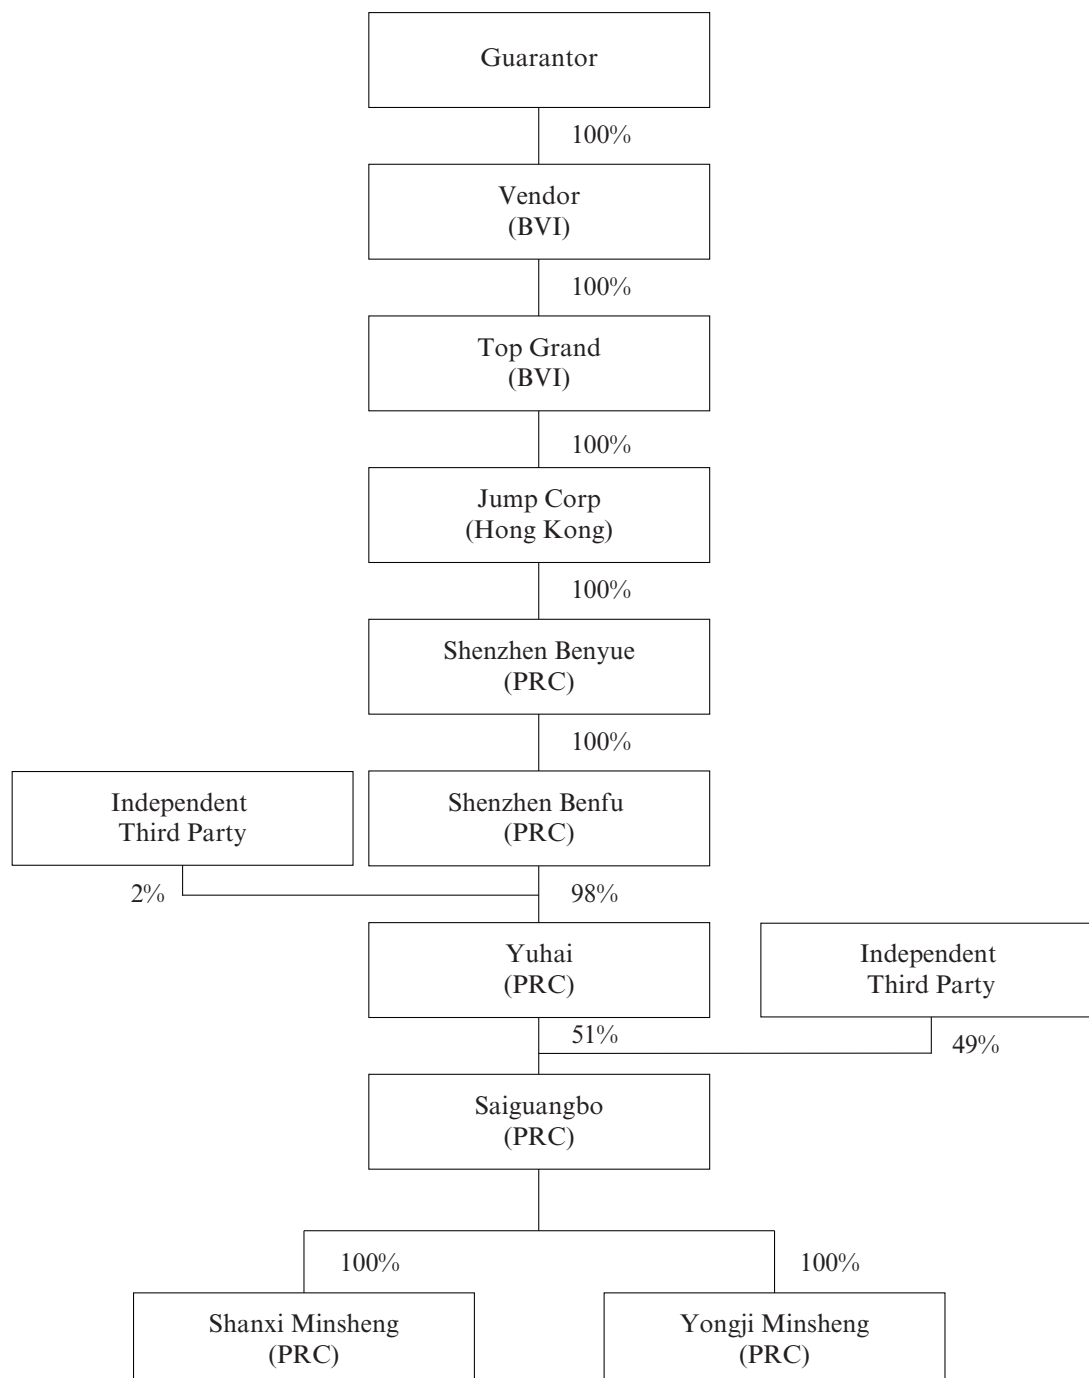 Guarantor
100%
Vendor
(BVI)
100%
Top Grand
(BVI)
100%
Jump Corp
(Hong Kong)
100%
Shenzhen Benyue
(PRC)
100%
Independent
Third Party
Shenzhen Benfu
(PRC)
2%
98%
Yuhai
(PRC)
Independent
Third Party
51%
49%
Saiguangbo
(PRC)
100%
100%
Shanxi Minsheng
(PRC)
Yongji Minsheng
(PRC)